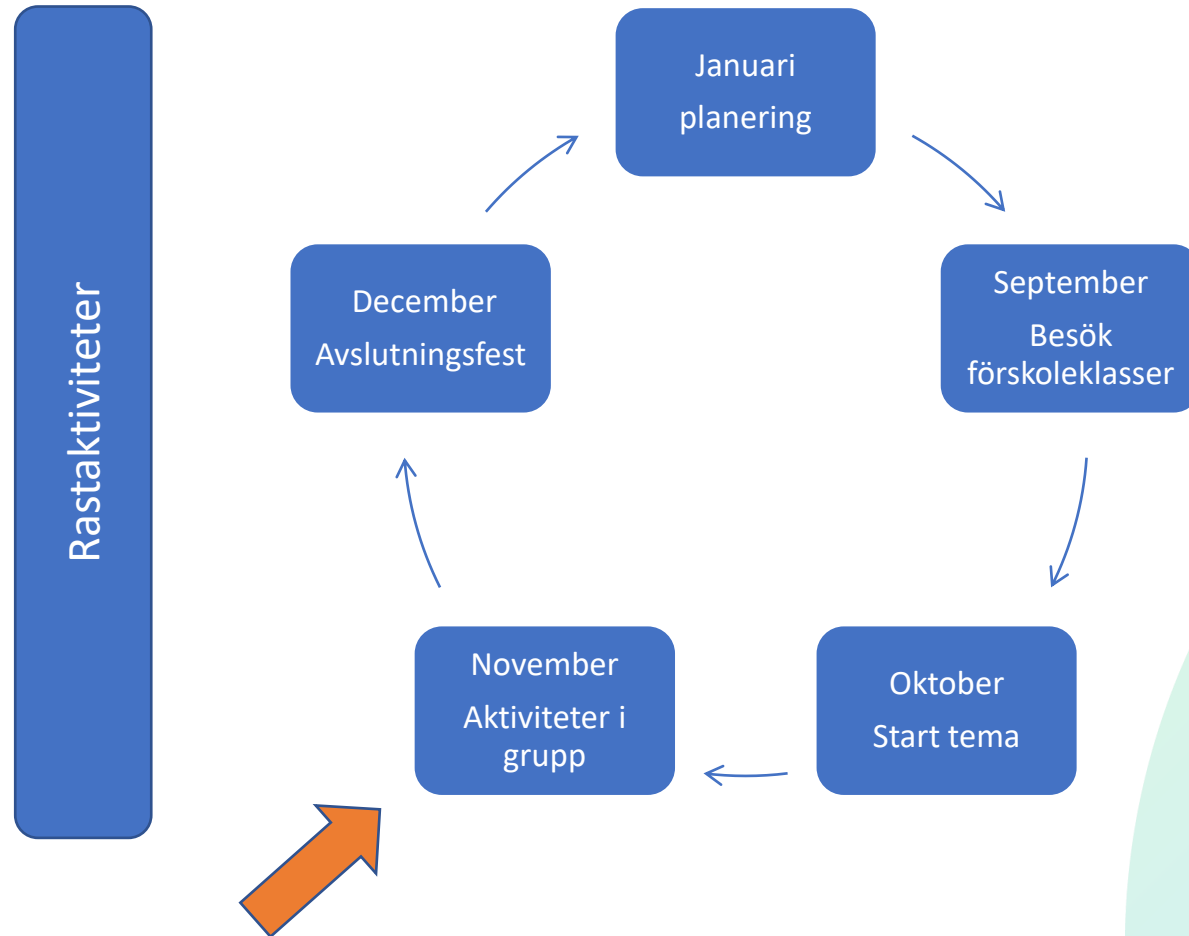 Rastaktiviteter
Januari
planering
September
Besök
förskoleklasser
Oktober
Start tema
November
Aktiviteter i
grupp
December
Avslutningsfest